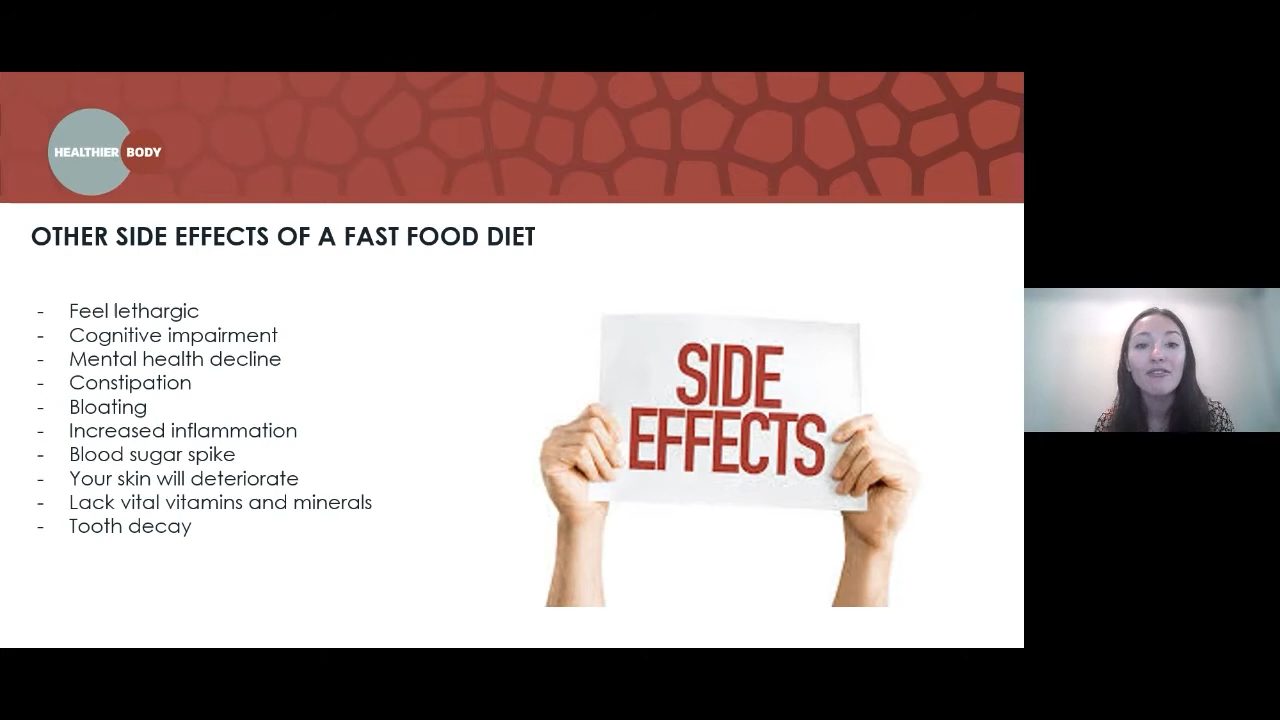 HEALTHIER BODY
OTHER SIDE EFFECTS OF A FAST FOOD DIET
- Feel lethargic
- Cognitive impairment
- Mental health decline
- Constipation
- Bloating
- Increased inflammation
- Blood sugar spike
- Your skin will deteriorate
- Lack vital vitamins and minerals
- Tooth decay
SIDE
EFFECTS